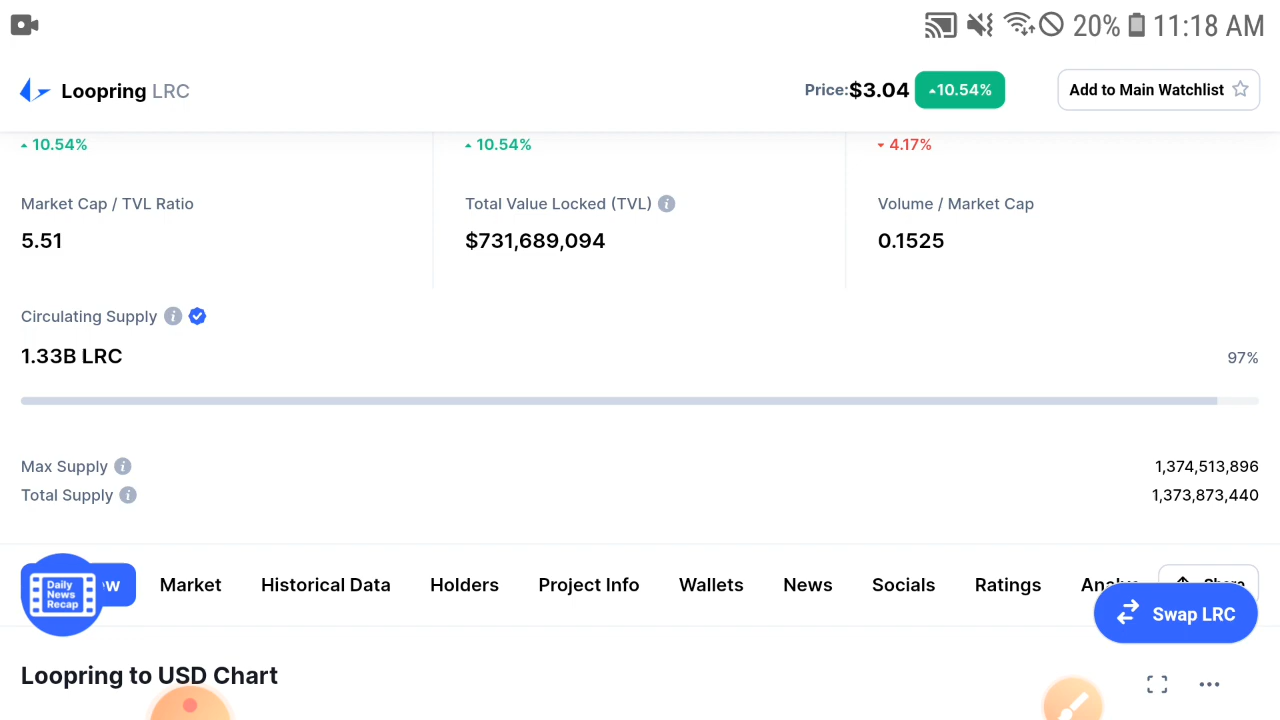 20% 11:18 AM
Loopring LRC Price:$3.04 10.54% Add to Main Watchlist
10.54% 10.54% 4.17%
Market Cap / TVL Ratio Total Value Locked (TVL) Volume / Market Cap
5.51 $731,689,094 0.1525
Circulating Supply
1.33B LRC 97%
Max Supply 1,374,513,896
Total Supply 1,373,873,440
Daily News Recap
Market Historical Data Holders Project Info Wallets News Socials Ratings Share
Swap LRC
Loopring to USD Chart